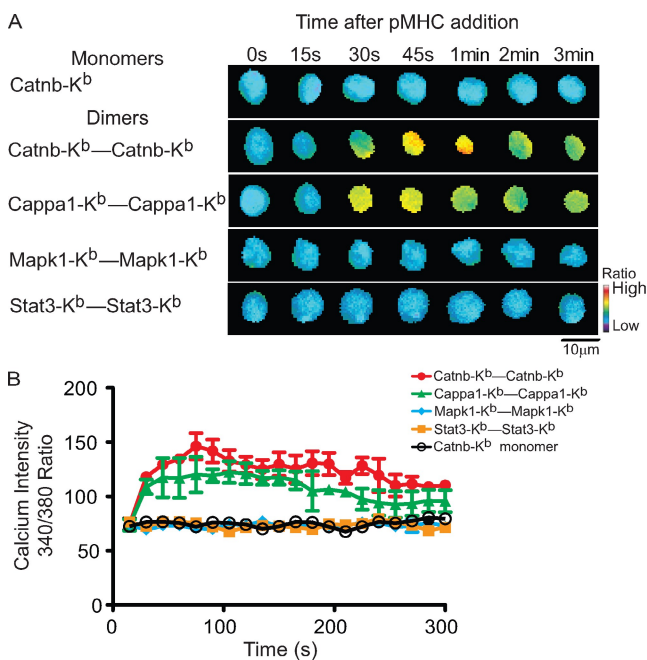 A
Time after pMHC addition
Monomers
0s 15s 30s 45s 1min 2min 3min
Catnb-Kᵇ
Dimers
Catnb-Kᵇ—Catnb-Kᵇ
Cappa1-Kᵇ—Cappa1-Kᵇ
Mapk1-Kᵇ—Mapk1-Kᵇ
Stat3-Kᵇ—Stat3-Kᵇ
Ratio
High
Low
10μm
B
Catnb-Kᵇ—Catnb-Kᵇ
Cappa1-Kᵇ—Cappa1-Kᵇ
Mapk1-Kᵇ—Mapk1-Kᵇ
Stat3-Kᵇ—Stat3-Kᵇ
Catnb-Kᵇ monomer
Calcium Intensity
340/380 Ratio
200
150
100
50
0
0 100 200 300
Time (s)